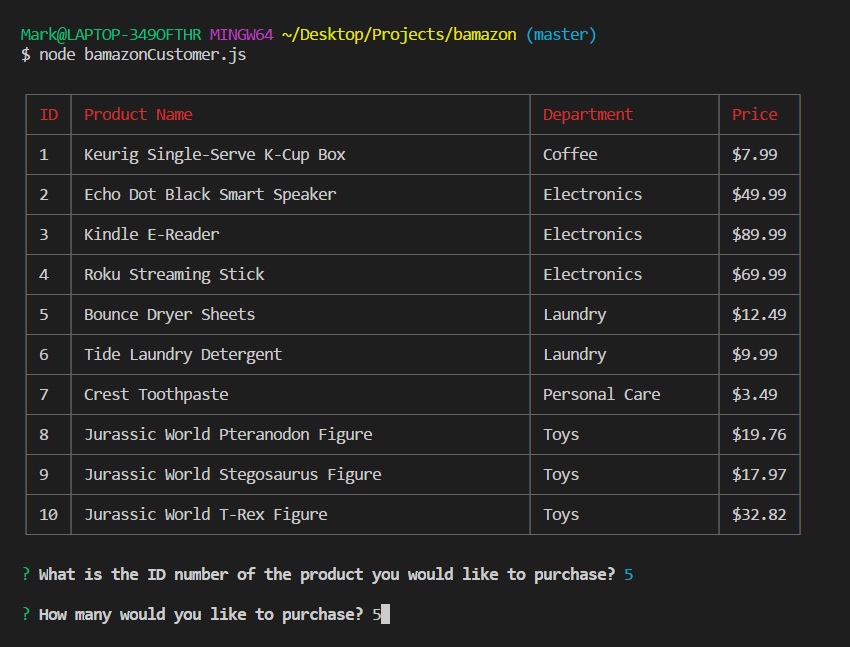 Mark@LAPTOP-349OFTHR MINGW64 ~/Desktop/Projects/bamazon (master)
$ node bamazonCustomer.js
ID Product Name Department Price
1 Keurig Single-Serve K-Cup Box Coffee $7.99
2 Echo Dot Black Smart Speaker Electronics $49.99
3 Kindle E-Reader Electronics $89.99
4 Roku Streaming Stick Electronics $69.99
5 Bounce Dryer Sheets Laundry $12.49
6 Tide Laundry Detergent Laundry $9.99
7 Crest Toothpaste Personal Care $3.49
8 Jurassic World Pteranodon Figure Toys $19.76
9 Jurassic World Stegosaurus Figure Toys $17.97
10 Jurassic World T-Rex Figure Toys $32.82
? What is the ID number of the product you would like to purchase? 5
? How many would you like to purchase? 5